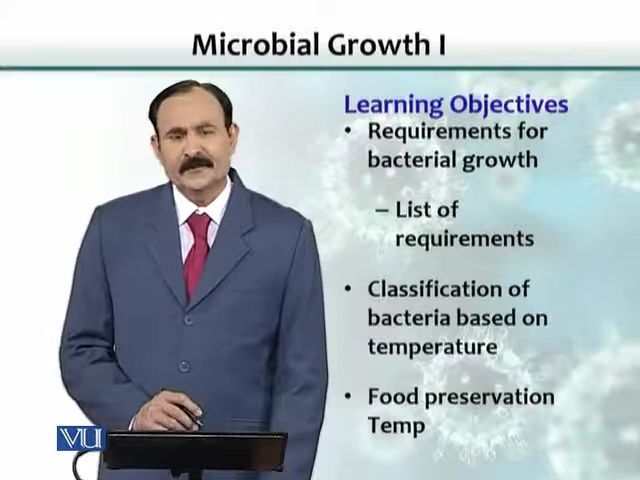 Microbial Growth I
Learning Objectives
• Requirements for
bacterial growth
– List of
requirements
• Classification of
bacteria based on
temperature
• Food preservation
Temp
VU